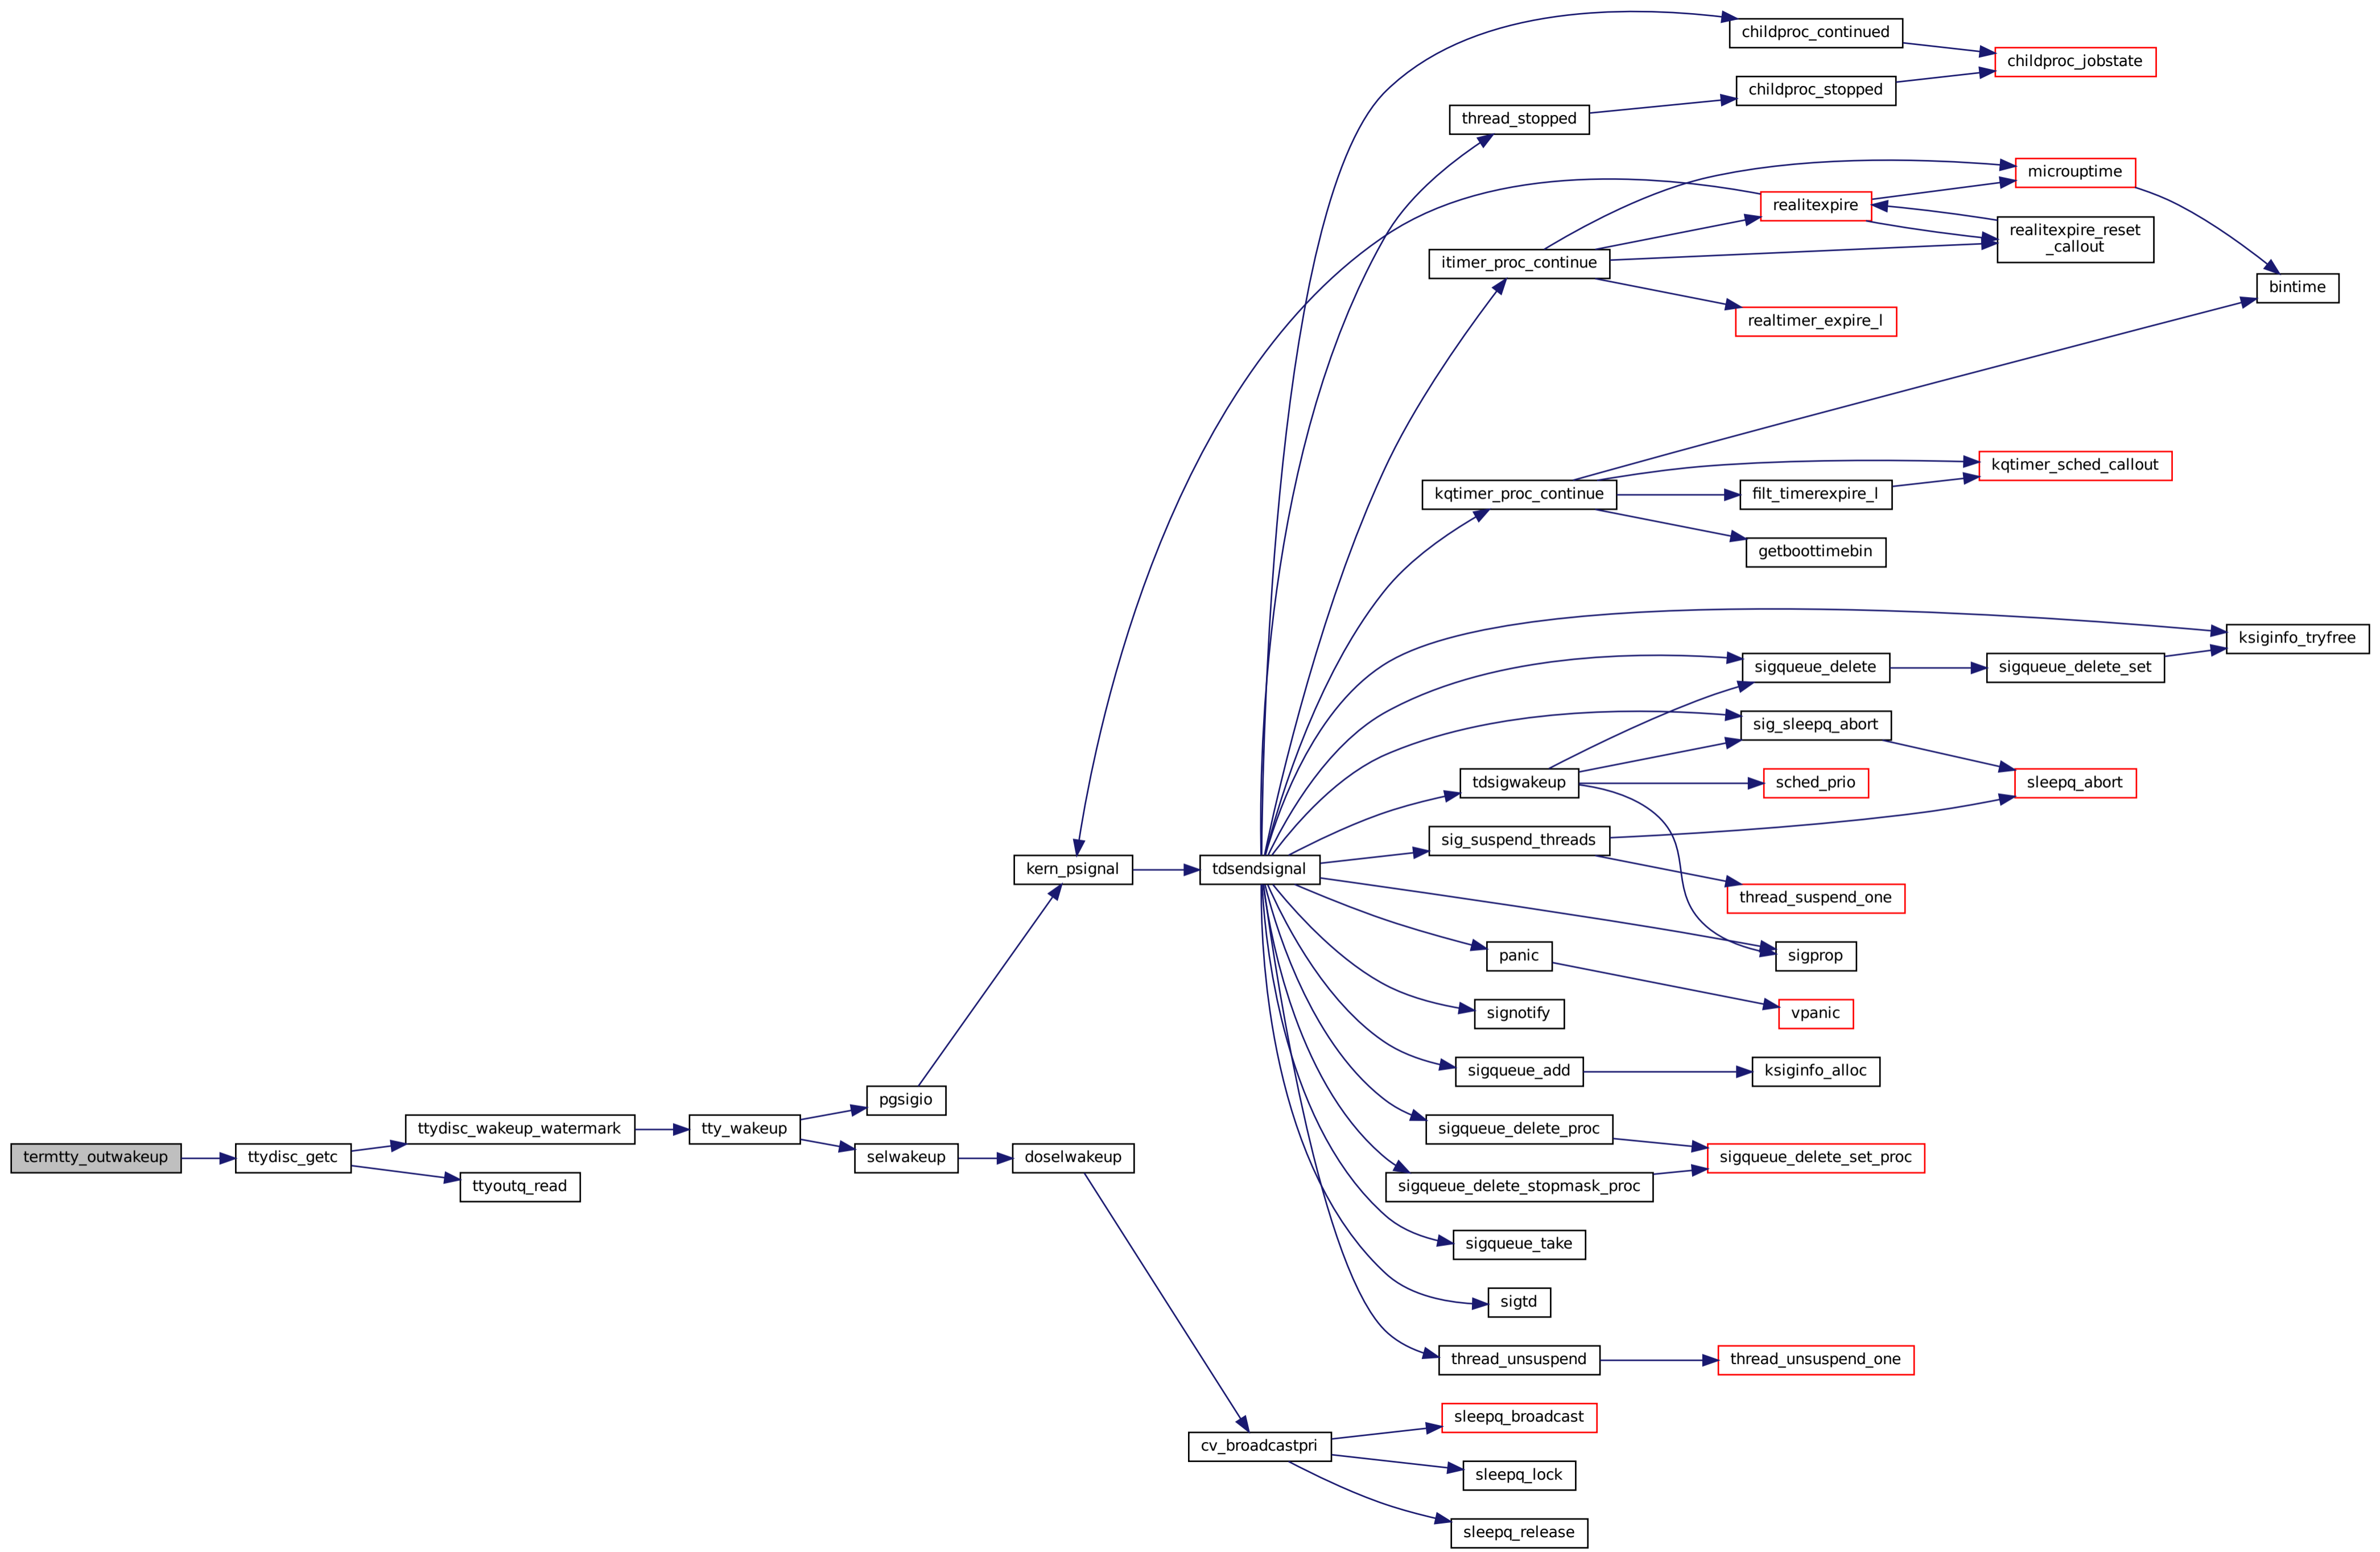 childproc_continued
childproc_jobstate
childproc_stopped
thread_stopped
microuptime
realitexpire
realitexpire_reset
_callout
itimer_proc_continue
bintime
realtimer_expire_l
kqtimer_sched_callout
kqtimer_proc_continue
filt_timerexpire_l
getboottimebin
ksiginfo_tryfree
sigqueue_delete
sigqueue_delete_set
sig_sleepq_abort
tdsigwakeup
sched_prio
sleepq_abort
sig_suspend_threads
kern_psignal
tdsendsignal
thread_suspend_one
panic
sigprop
signotify
vpanic
sigqueue_add
ksiginfo_alloc
pgsigio
ttydisc_wakeup_watermark
tty_wakeup
sigqueue_delete_proc
termtty_outwakeup
ttydisc_getc
selwakeup
doselwakeup
sigqueue_delete_set_proc
ttyoutq_read
sigqueue_delete_stopmask_proc
sigqueue_take
sigtd
thread_unsuspend
thread_unsuspend_one
sleepq_broadcast
cv_broadcastpri
sleepq_lock
sleepq_release